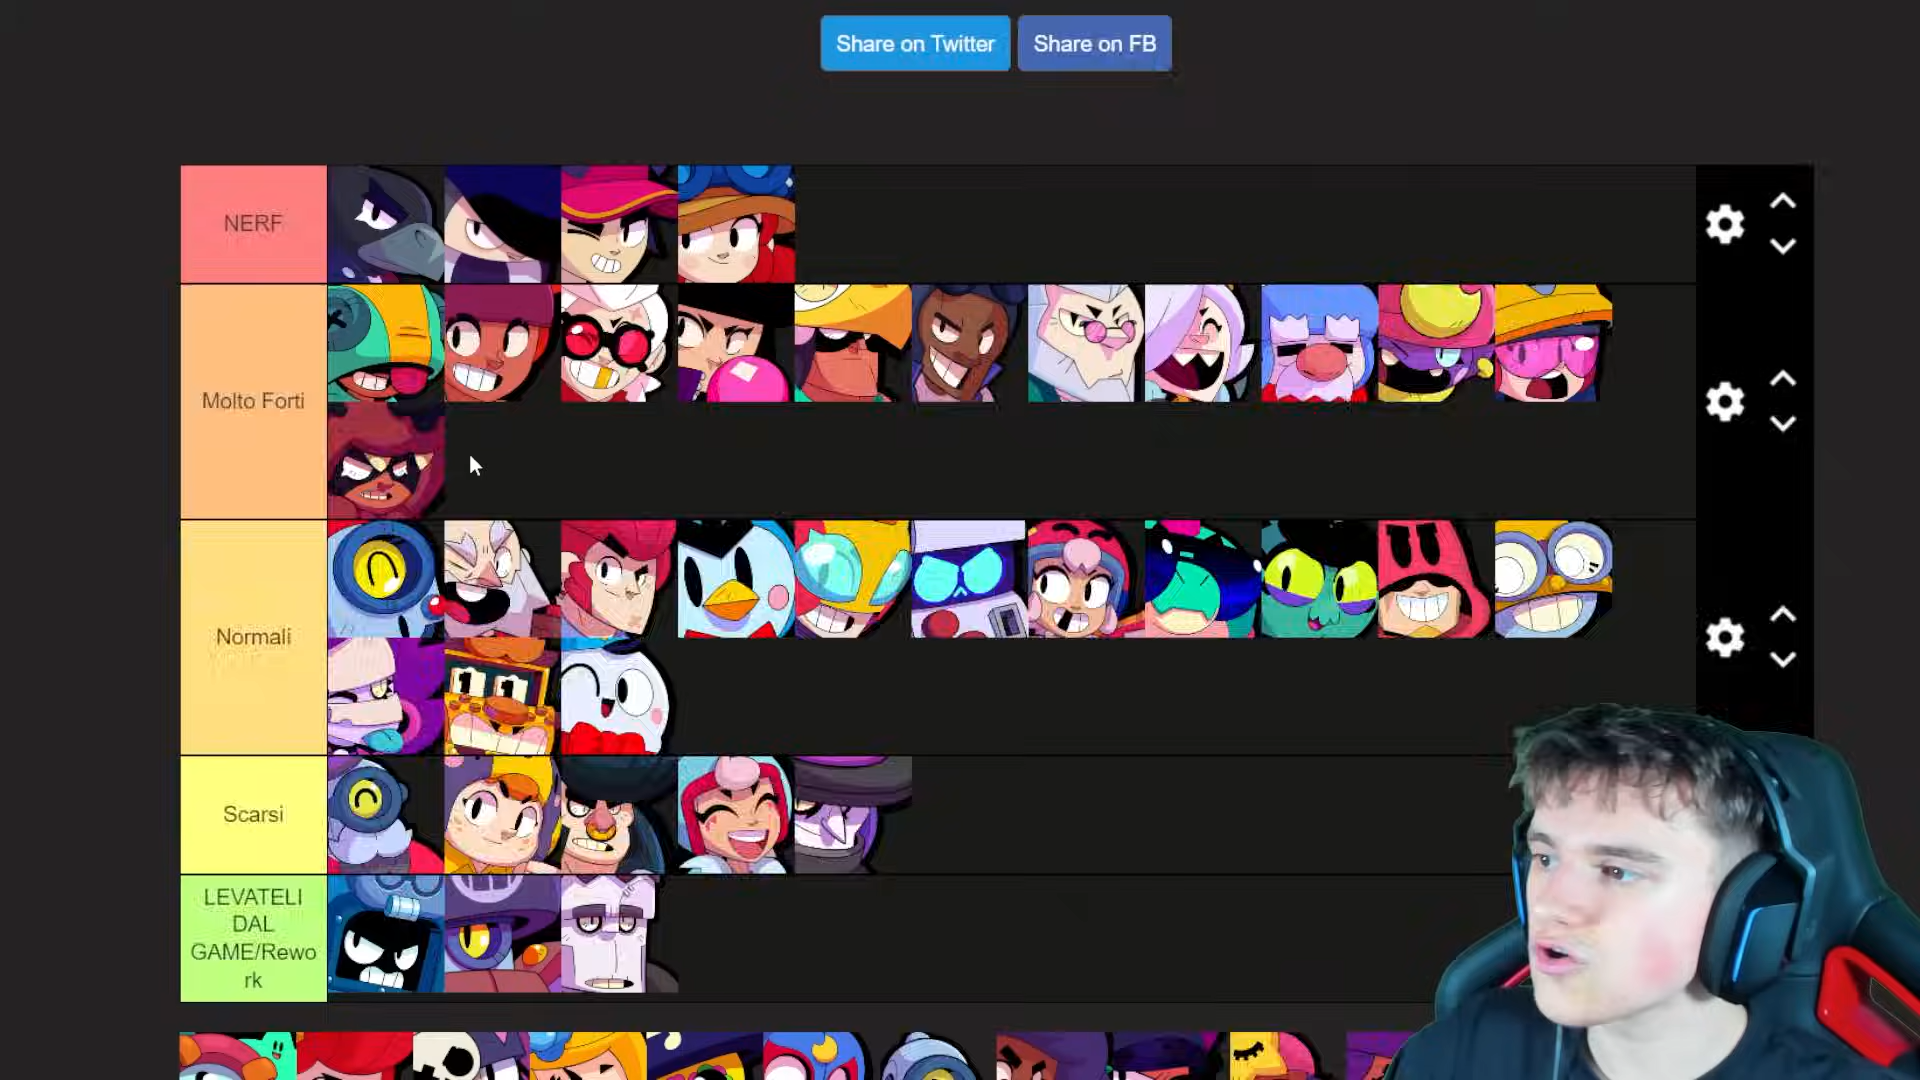 Share on Twitter
Share on FB
NERF
Molto Forti
Normali
Scarsi
LEVATELI
DAL
GAME/Rewo
rk